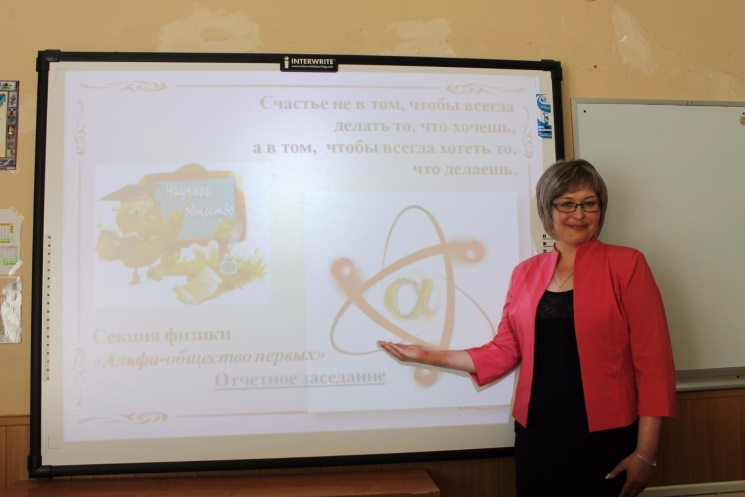 INTERWRITE
Счастье не в том, чтобы всегда
делать то, что хочешь,
а в том, чтобы всегда хотеть то,
что делаешь.
Научное
общество
α
Секция физики
«Альфа-общество первых»
Отчетное заседание